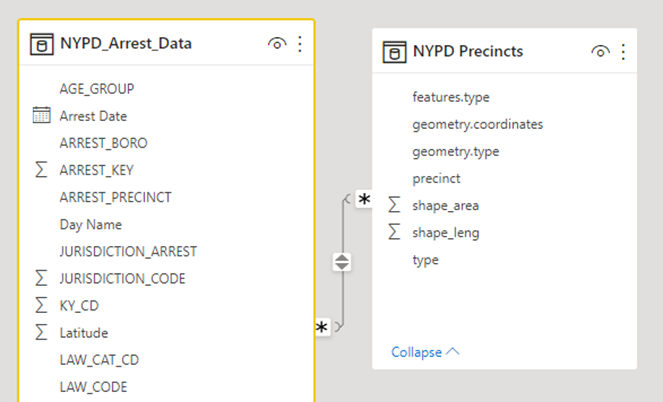 NYPD_Arrest_Data
AGE_GROUP
Arrest Date
ARREST_BORO
ARREST_KEY
ARREST_PRECINCT
Day Name
JURISDICTION_ARREST
JURISDICTION_CODE
KY_CD
Latitude
LAW_CAT_CD
LAW_CODE
NYPD Precincts
features.type
geometry.coordinates
geometry.type
precinct
shape_area
shape_leng
type
Collapse